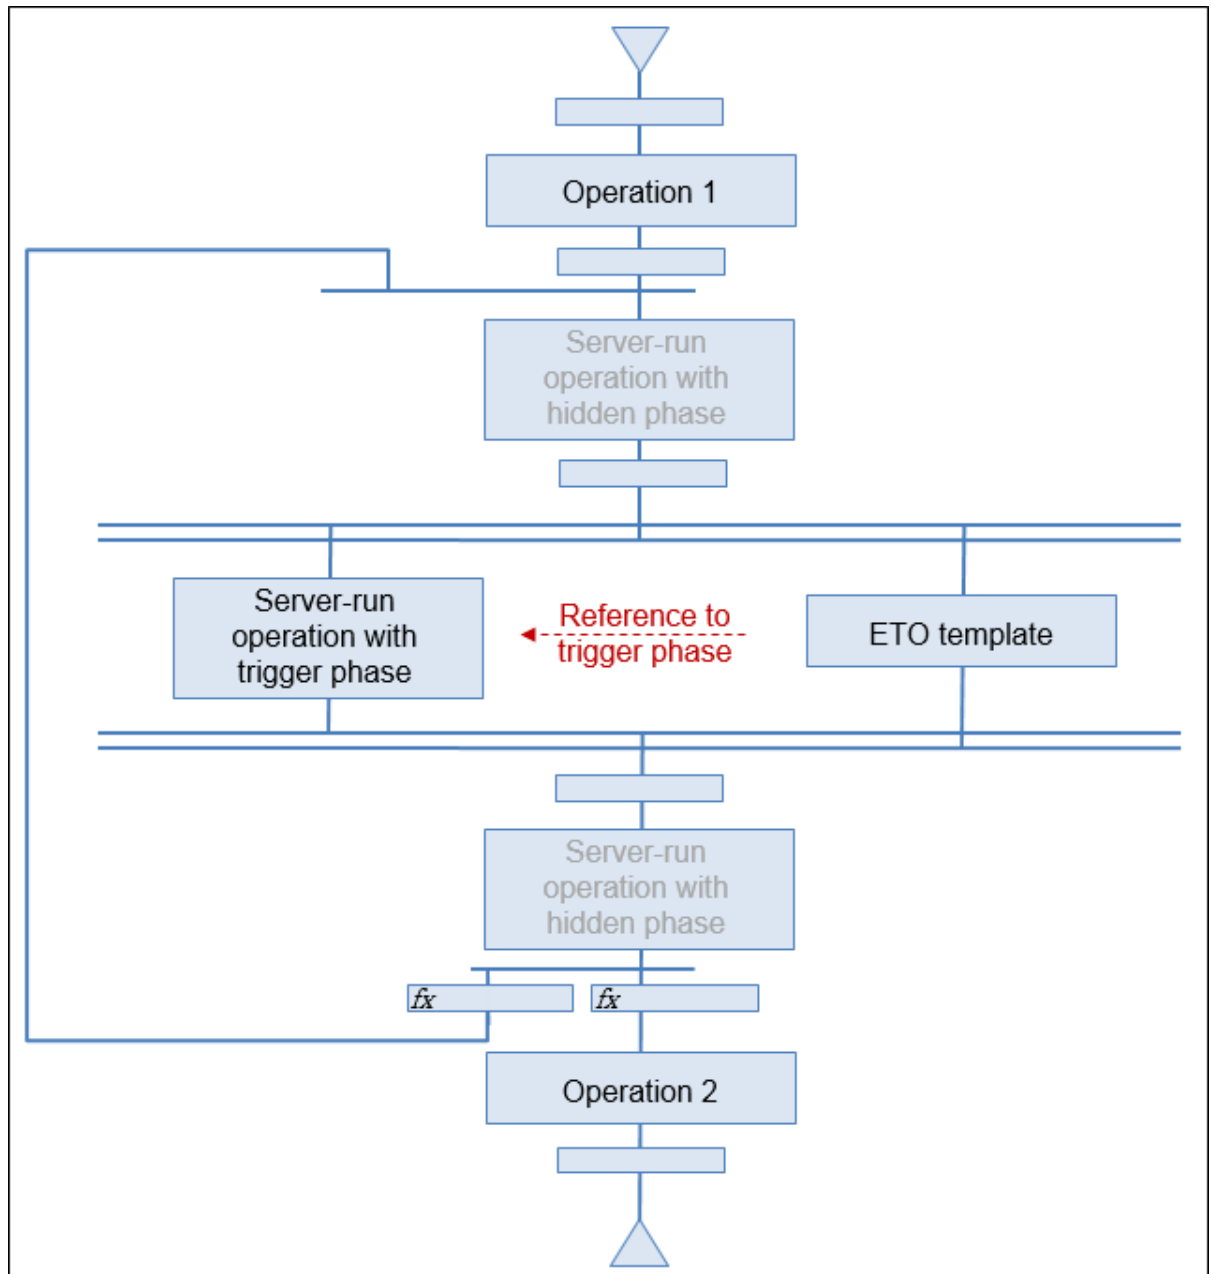 Operation 1
Server-run
operation with
hidden phase
Server-run
operation with
trigger phase
Reference to
trigger phase
ETO template
Server-run
operation with
hidden phase
fx
fx
Operation 2